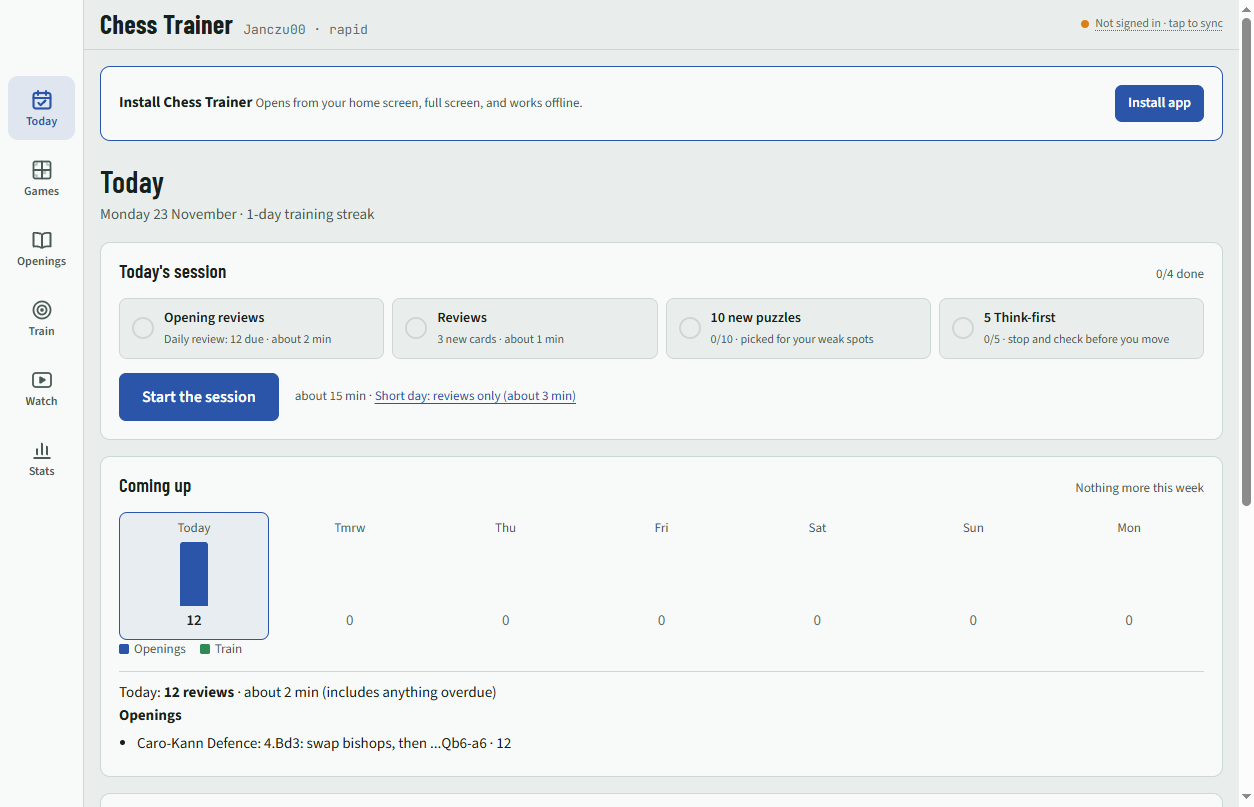 Chess Trainer Janczu00 · rapid
Not signed in · tap to sync
Today
Games
Openings
Train
Watch
Stats
Install Chess Trainer Opens from your home screen, full screen, and works offline.
Install app
Today
Monday 23 November · 1-day training streak
Today's session
0/4 done
Opening reviews
Daily review: 12 due · about 2 min
Reviews
3 new cards · about 1 min
10 new puzzles
0/10 · picked for your weak spots
5 Think-first
0/5 · stop and check before you move
Start the session
about 15 min · Short day: reviews only (about 3 min)
Coming up
Nothing more this week
Today Tmrw Thu Fri Sat Sun Mon
12 0 0 0 0 0 0
Openings Train
Today: 12 reviews · about 2 min (includes anything overdue)
Openings
• Caro-Kann Defence: 4.Bd3: swap bishops, then ...Qb6-a6 · 12